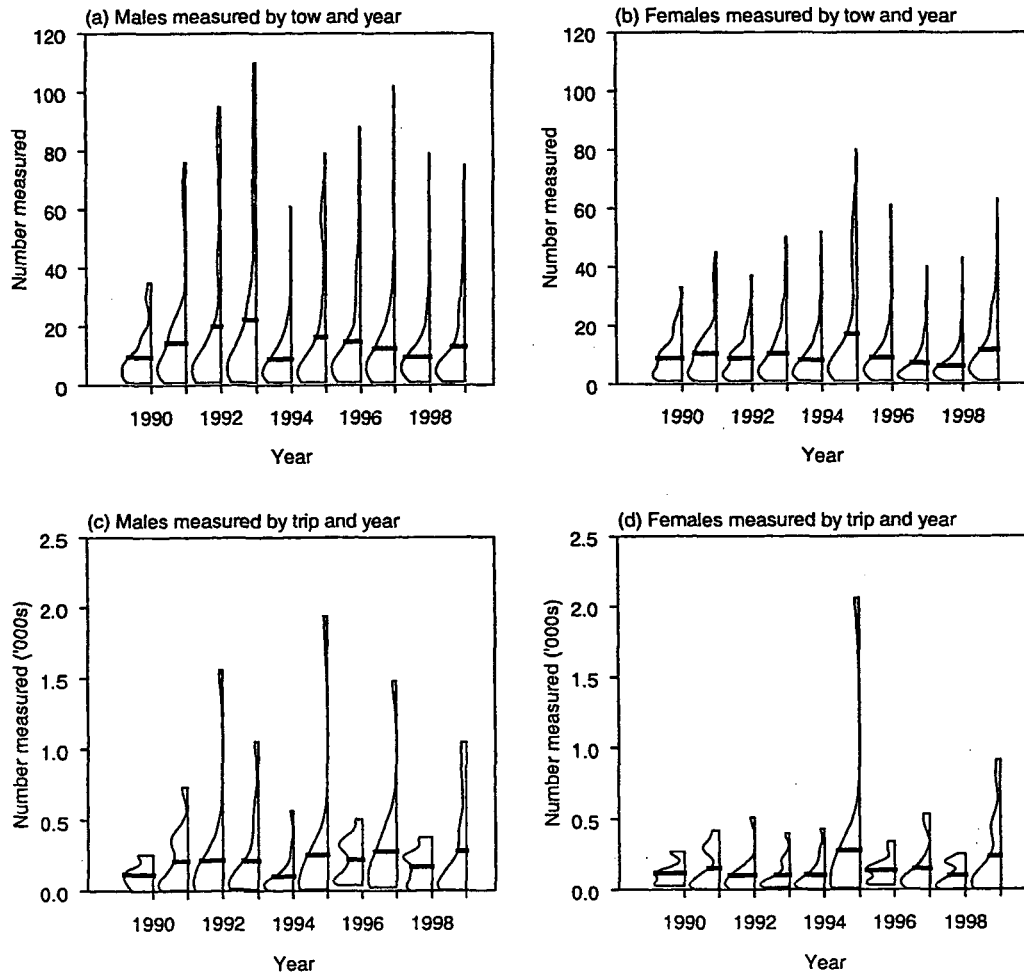 (a) Males measured by tow and year
120
100
80
60
40
20
0
Number measured
1990 1992 1994 1996 1998
Year
(b) Females measured by tow and year
120
100
80
60
40
20
0
Number measured
1990 1992 1994 1996 1998
Year
(c) Males measured by trip and year
2.5
2.0
1.5
1.0
0.5
0.0
Number measured ('000s)
1990 1992 1994 1996 1998
Year
(d) Females measured by trip and year
2.5
2.0
1.5
1.0
0.5
0.0
Number measured ('000s)
1990 1992 1994 1996 1998
Year